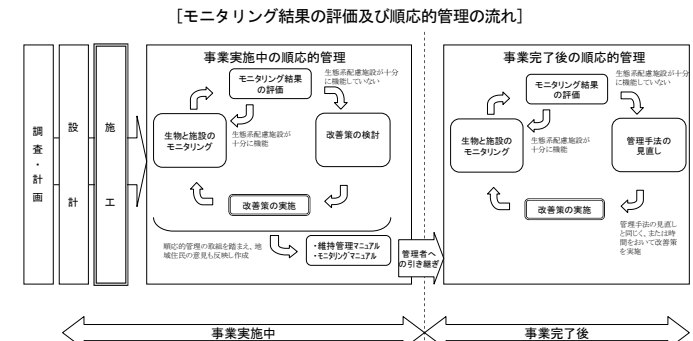 ［モニタリング結果の評価及び順応的管理の流れ］
調査・計画
設計
施工
事業実施中の順応的管理
モニタリング結果
の評価
生態系配慮施設が十分
に機能していない
生物と施設の
モニタリング
生態系配慮施設が
十分に機能
改善策の検討
改善策の実施
順応的管理の取組を踏まえ、地
域住民の意見も反映し作成
・維持管理マニュアル
・モニタリングマニュアル
管理者へ
の引き継ぎ
事業完了後の順応的管理
モニタリング結果
の評価
生態系配慮施設が十分
に機能していない
生物と施設の
モニタリング
生態系配慮施設が
十分に機能
管理手法の
見直し
改善策の実施
管理手法の見直し
と同じく、または時
間をおいて改善策
を実施
事業実施中
事業完了後